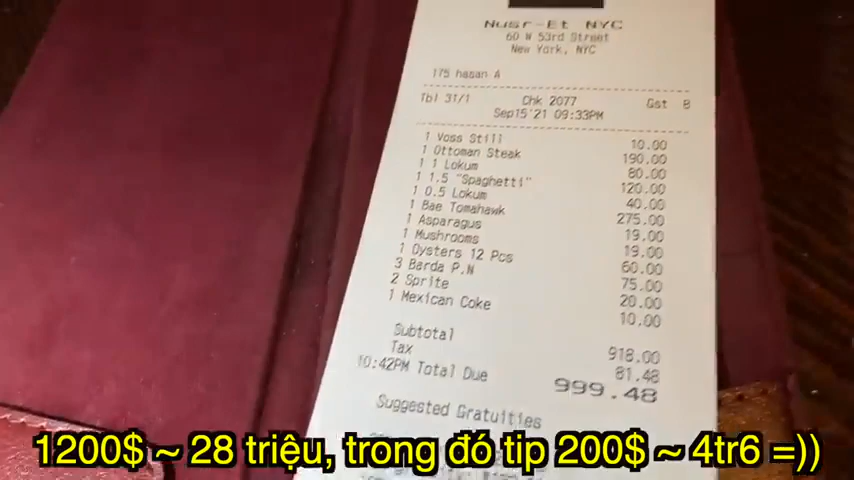 Nusr-Et NYC
60 W 53rd Street
New York, NYC
175 hasan A
Tbl 31/1 Chk 2077 Gst 8
Sep15'21 09:33PM
1 Voss Still 10.00
1 Ottoman Steak 190.00
1 1 Lokum 80.00
1 1.5 "Spaghetti" 120.00
1 0.5 Lokum 40.00
1 Bae Tomahawk 275.00
1 Asparagus 19.00
1 Mushrooms 19.00
1 Oysters 12 Pcs 60.00
3 Barda P.N 75.00
2 Sprite 20.00
1 Mexican Coke 10.00
Subtotal 918.00
Tax 81.48
10:42PM Total Due 999.48
Suggested Gratuities
1200$ ~ 28 triệu, trong đó tip 200$ ~ 4tr6 =))